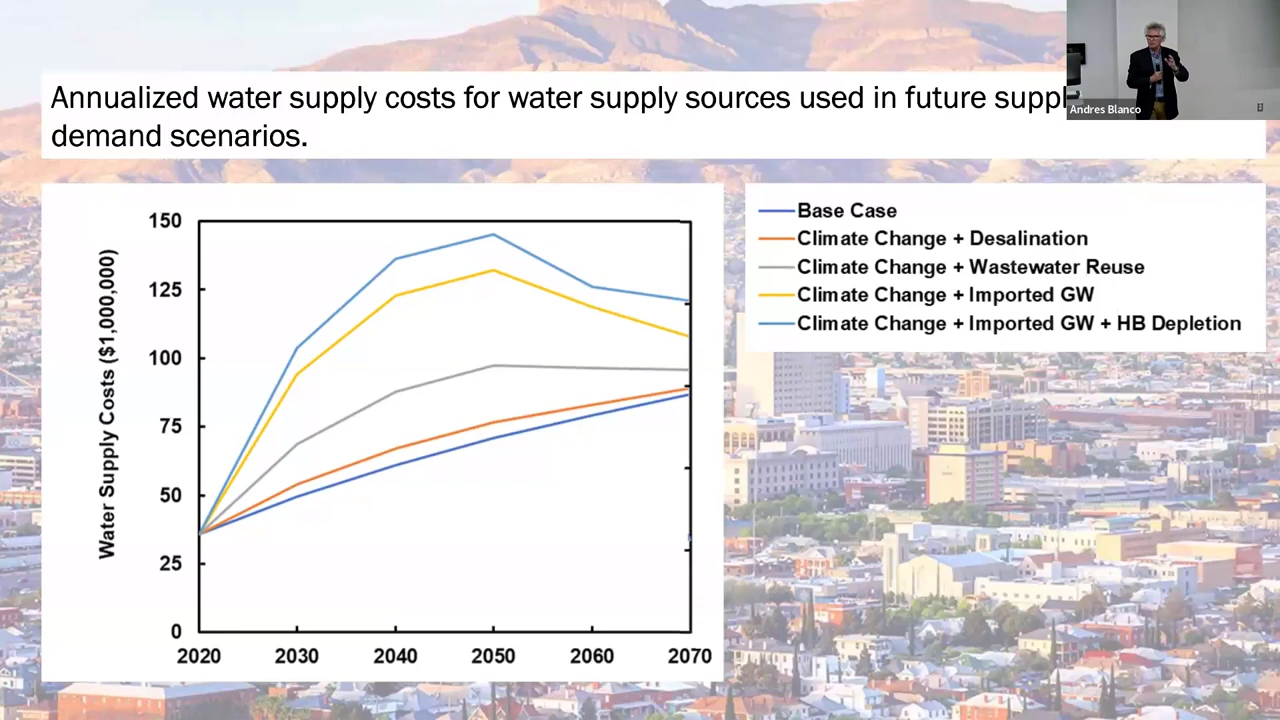 Annualized water supply costs for water supply sources used in future
demand scenarios.
Andres Blanco
150
125
100
75
50
25
0
Water Supply Costs ($1,000,000)
2020 2030 2040 2050 2060 2070
Base Case
Climate Change + Desalination
Climate Change + Wastewater Reuse
Climate Change + Imported GW
Climate Change + Imported GW + HB Depletion